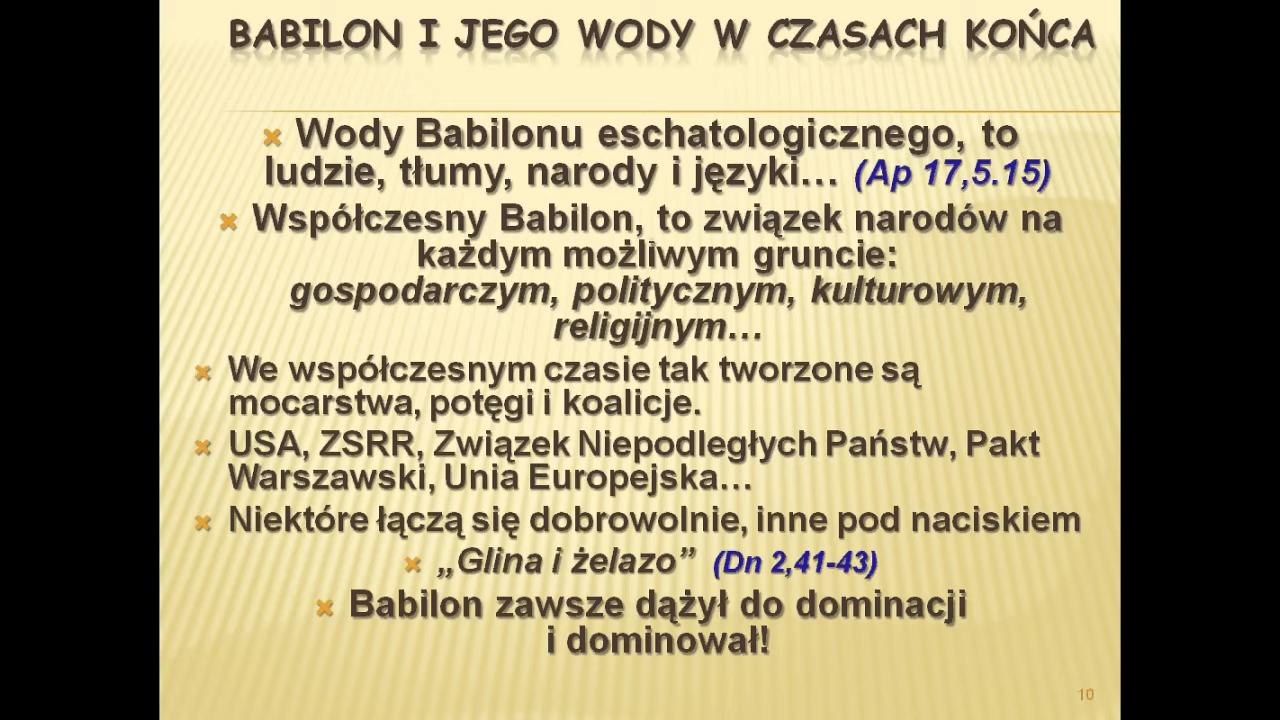 BABILON I JEGO WODY W CZASACH KOŃCA
Wody Babilonu eschatologicznego, to
ludzie, tłumy, narody i języki… (Ap 17,5.15)
Współczesny Babilon, to związek narodów na
każdym możliwym gruncie:
gospodarczym, politycznym, kulturowym,
religijnym…
We współczesnym czasie tak tworzone są
mocarstwa, potęgi i koalicje.
USA, ZSRR, Związek Niepodległych Państw, Pakt
Warszawski, Unia Europejska…
Niektóre łączą się dobrowolnie, inne pod naciskiem
„Glina i żelazo” (Dn 2,41-43)
Babilon zawsze dążył do dominacji
i dominował!
10